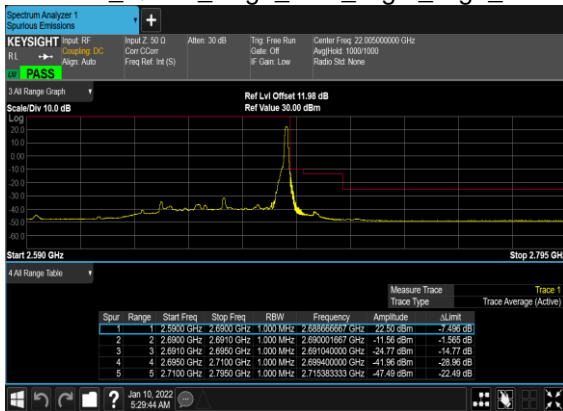 Spectrum Analyzer 1
Spurious Emissions
+
KEYSIGHT Input: RF Input Z: 50 Ω Atten: 30 dB Trig: Free Run Center Freq: 22.005000000 GHz
RL Coupling: DC Corr CCorr Gate: Off Avg|Hold: 1000/1000
Align: Auto Freq Ref: Int (S) IF Gain: Low Radio Std: None
PASS
3 All Range Graph Ref Lvl Offset 11.98 dB
Scale/Div 10.0 dB Ref Value 30.00 dBm
Log
20.0
10.0
0.00
-10.0
-20.0
-30.0
-40.0
-50.0
-60.0
Start 2.590 GHz Stop 2.795 GH
4 All Range Table
Measure Trace Trace 1
Trace Type Trace Average (Active)
Spur Range Start Freq Stop Freq RBW Frequency Amplitude ΔLimit
1 1 2.5900 GHz 2.6900 GHz 1.000 MHz 2.688666667 GHz 22.50 dBm -7.496 dB
2 2 2.6900 GHz 2.6910 GHz 1.000 MHz 2.690001667 GHz -11.56 dBm -1.565 dB
3 3 2.6910 GHz 2.6950 GHz 1.000 MHz 2.691040000 GHz -24.77 dBm -14.77 dB
4 4 2.6950 GHz 2.7100 GHz 1.000 MHz 2.699400000 GHz -41.96 dBm -28.96 dB
5 5 2.7100 GHz 2.7950 GHz 1.000 MHz 2.715383333 GHz -47.49 dBm -22.49 dB
? Jan 10, 2022
5:29:44 AM